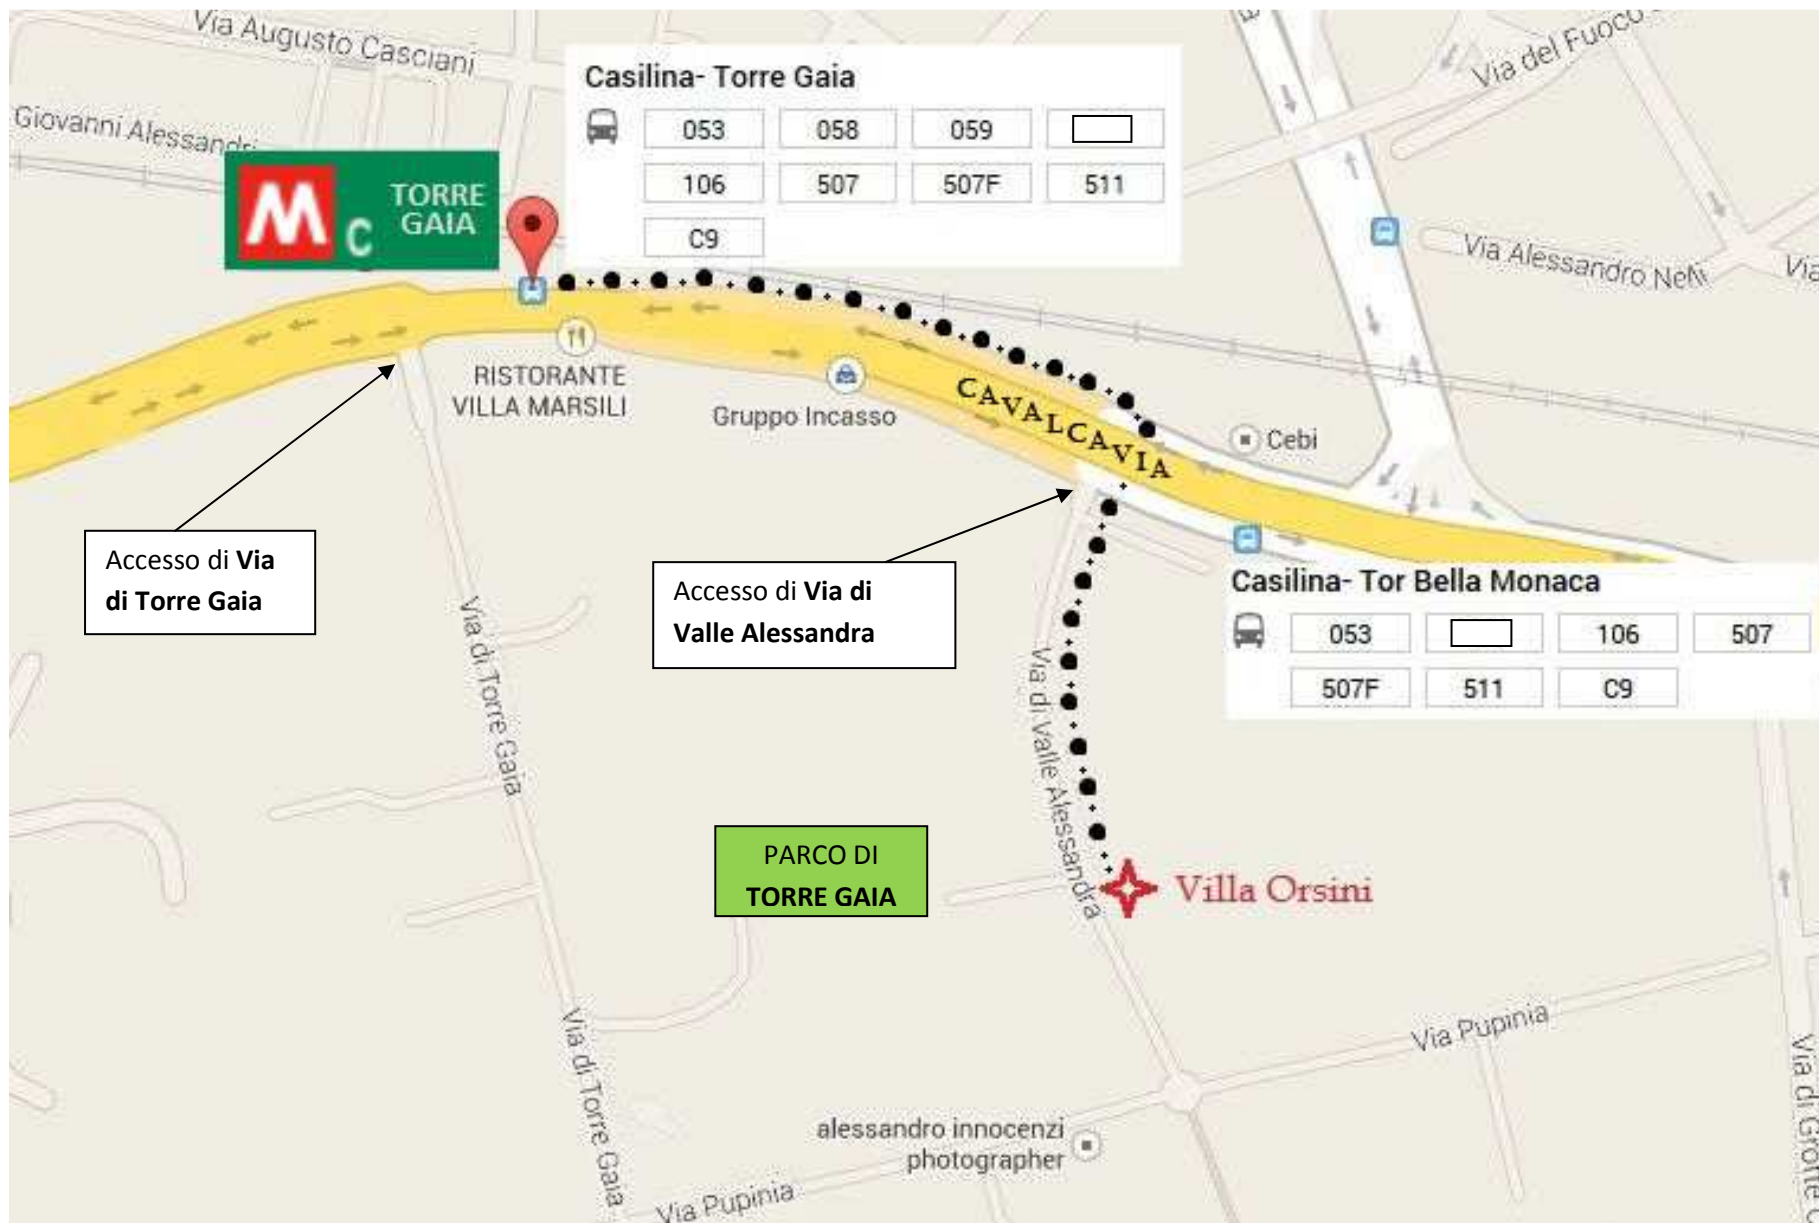 Via Augusto Casciani
Giovanni Alessandri
Via del Fuoco
Casilina- Torre Gaia
053 058 059
106 507 507F 511
C9
M C TORRE
GAIA
Via Alessandro Nelli
Via
RISTORANTE
VILLA MARSILI
Gruppo Incasso
CAVALCAVIA
Cebi
Accesso di Via
di Torre Gaia
Accesso di Via di
Valle Alessandra
Casilina- Tor Bella Monaca
053 106 507
507F 511 C9
Via di Torre Gaia
Via di Valle Alessandra
PARCO DI
TORRE GAIA
Villa Orsini
Via di Torre Gaia
Via Pupinia
alessandro innocenzi
photographer
Via Pupinia
Via di Grotte